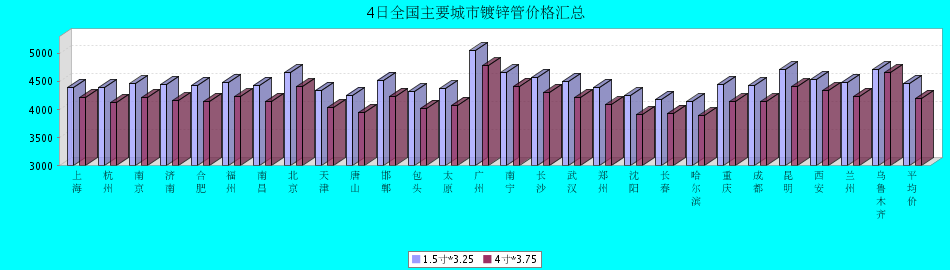 4日全国主要城市镀锌管价格汇总
5000
4500
4000
3500
3000
上海
杭州
南京
济南
合肥
福州
南昌
北京
天津
唐山
邯郸
包头
太原
广州
南宁
长沙
武汉
郑州
沈阳
长春
哈尔滨
重庆
成都
昆明
西安
兰州
乌鲁木齐
平均价
1.5寸*3.25
4寸*3.75